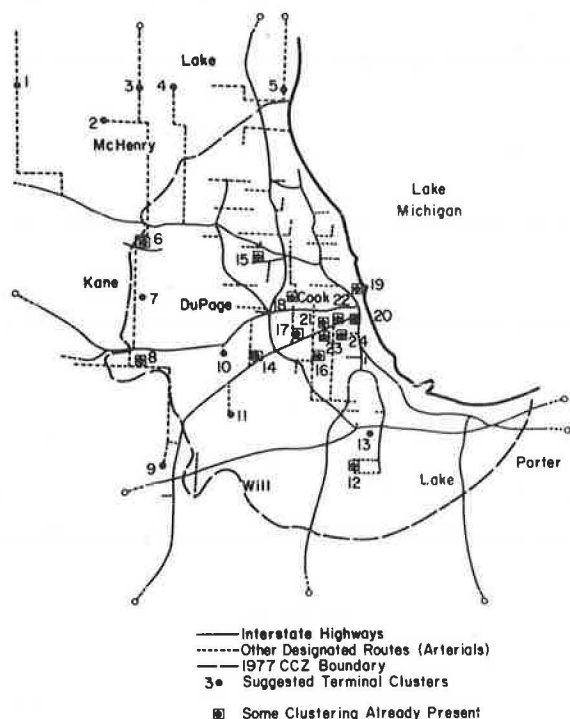 Lake
1
3
4
5
2
McHenry
Lake
Michigan
6
15
Kane
7
DuPage
18
Cook
19
22
21
20
17
8
10
14
23
24
16
11
13
9
12
Will
Lake
Porter
Interstate Highways
Other Designated Routes (Arterials)
1977 CCZ Boundary
3 Suggested Terminal Clusters
Some Clustering Already Present